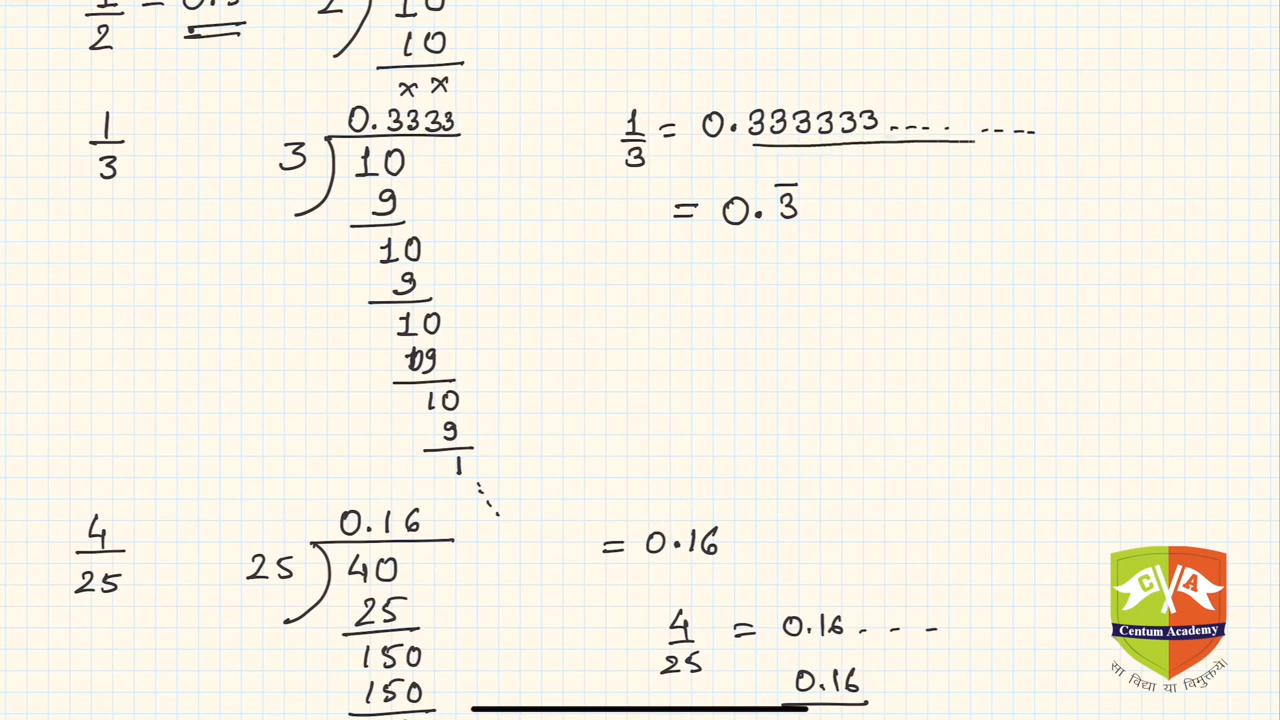 1/2 = 0.5
2 ) 10
10
x x
1/3
0.3333
3 ) 10
9
10
9
10
09
10
9
1
1/3 = 0.333333..... ....
= 0.3̅
4/25
0.16
25 ) 40
25
150
150
= 0.16
4/25 = 0.16 - - -
0.16
C A
Centum Academy
सा विद्या या विमुक्तये